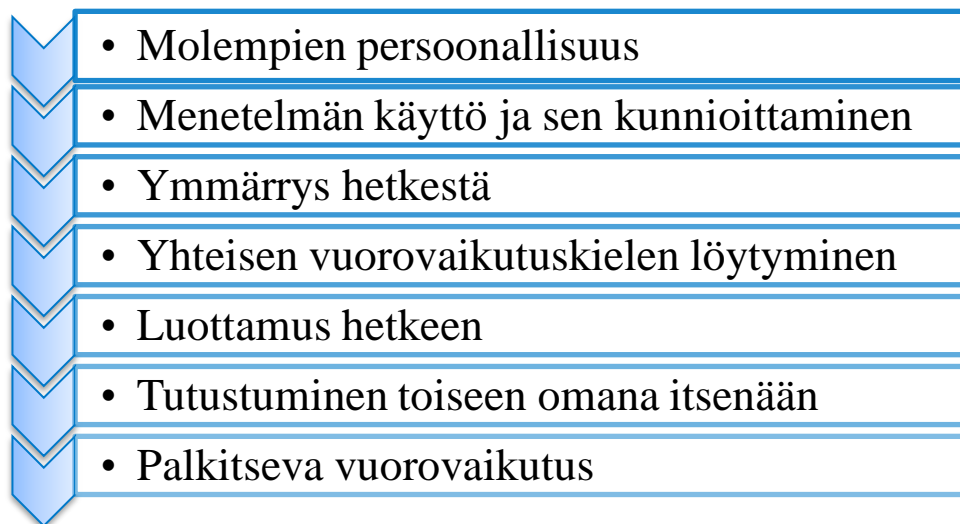 • Molempien persoonallisuus
• Menetelmän käyttö ja sen kunnioittaminen
• Ymmärrys hetkestä
• Yhteisen vuorovaikutuskielen löytyminen
• Luottamus hetkeen
• Tutustuminen toiseen omana itsenään
• Palkitseva vuorovaikutus